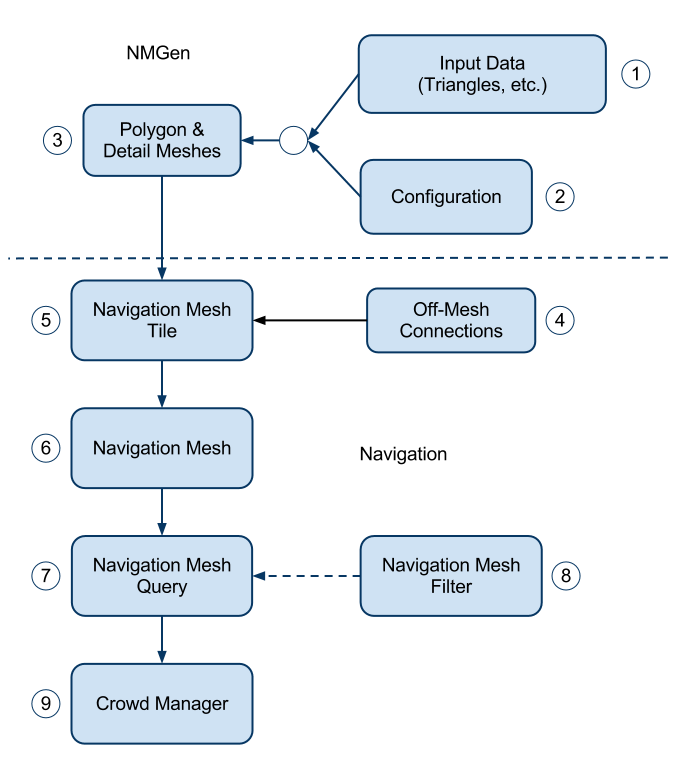 NMGen
Input Data
(Triangles, etc.)
1
3
Polygon &
Detail Meshes
Configuration
2
5
Navigation Mesh
Tile
Off-Mesh
Connections
4
6
Navigation Mesh
Navigation
7
Navigation Mesh
Query
Navigation Mesh
Filter
8
9
Crowd Manager